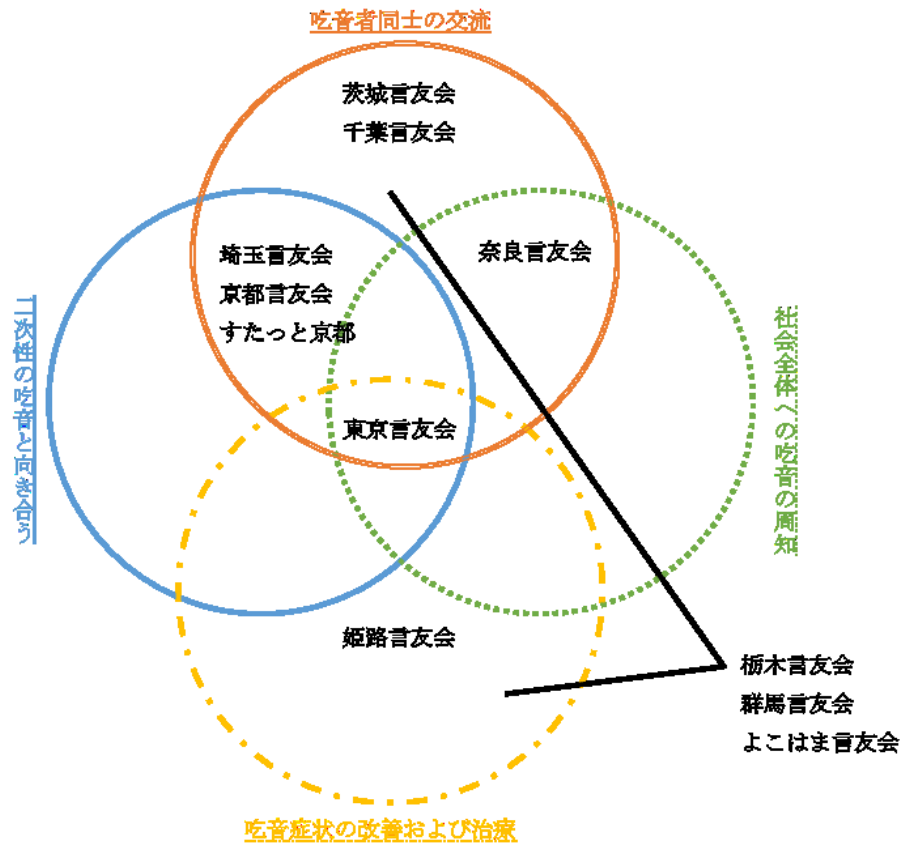 吃音者同士の交流
茨城言友会
千葉言友会
埼玉言友会
京都言友会
すたっと京都
奈良言友会
二次性の吃音と向き合う
社会全体への吃音の周知
東京言友会
姫路言友会
栃木言友会
群馬言友会
よこはま言友会
吃音症状の改善および治療